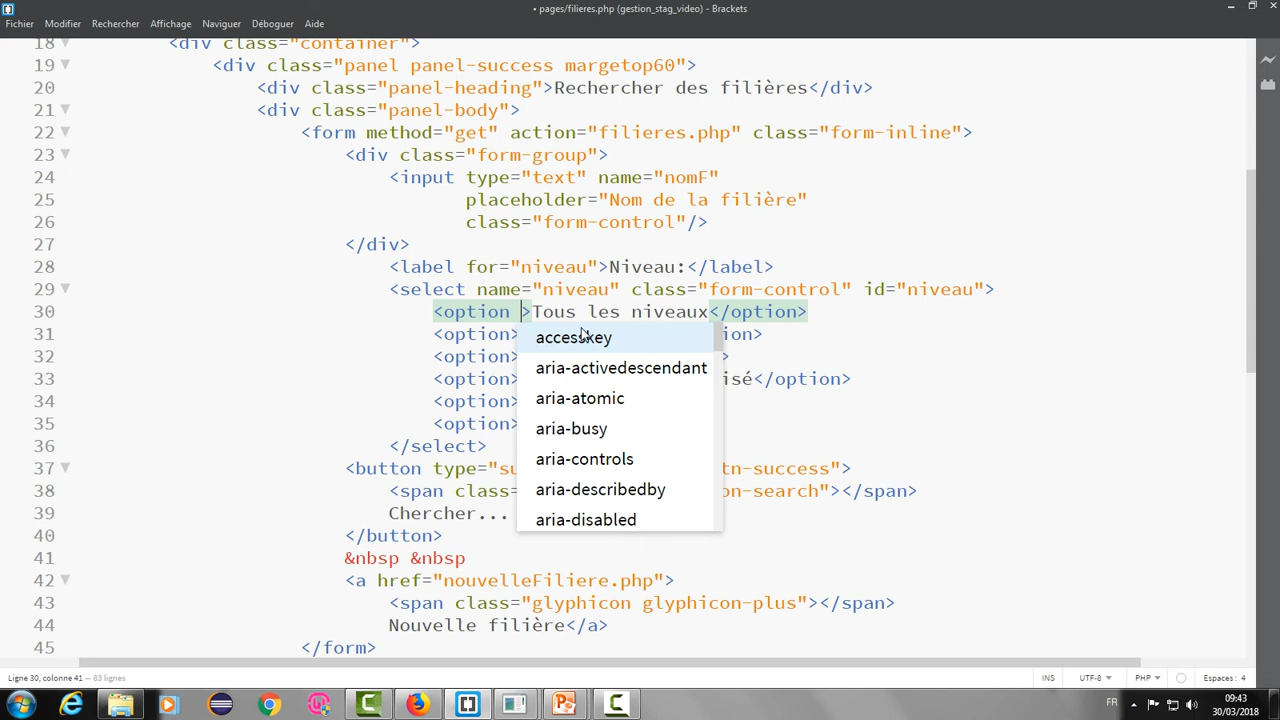 • pages/filieres.php (gestion_stag_video) - Brackets
Fichier Modifier Rechercher Affichage Naviguer Déboguer Aide
18 <div class="container">
19 <div class="panel panel-success margetop60">
20 <div class="panel-heading">Rechercher des filières</div>
21 <div class="panel-body">
22 <form method="get" action="filieres.php" class="form-inline">
23 <div class="form-group">
24 <input type="text" name="nomF"
25 placeholder="Nom de la filière"
26 class="form-control"/>
27 </div>
28 <label for="niveau">Niveau:</label>
29 <select name="niveau" class="form-control" id="niveau">
30 <option >Tous les niveaux</option>
31 <option> ion>
32 <option> >
33 <option> isé</option>
34 <option>
35 <option>
36 </select>
37 <button type="su tn-success">
38 <span class= on-search"></span>
39 Chercher...
40 </button>
41 &nbsp &nbsp
42 <a href="nouvelleFiliere.php">
43 <span class="glyphicon glyphicon-plus"></span>
44 Nouvelle filière</a>
45 </form>
accesskey
aria-activedescendant
aria-atomic
aria-busy
aria-controls
aria-describedby
aria-disabled
Ligne 30, colonne 41 — 83 lignes
INS UTF-8 PHP Espaces : 4
FR 09:43
30/03/2018